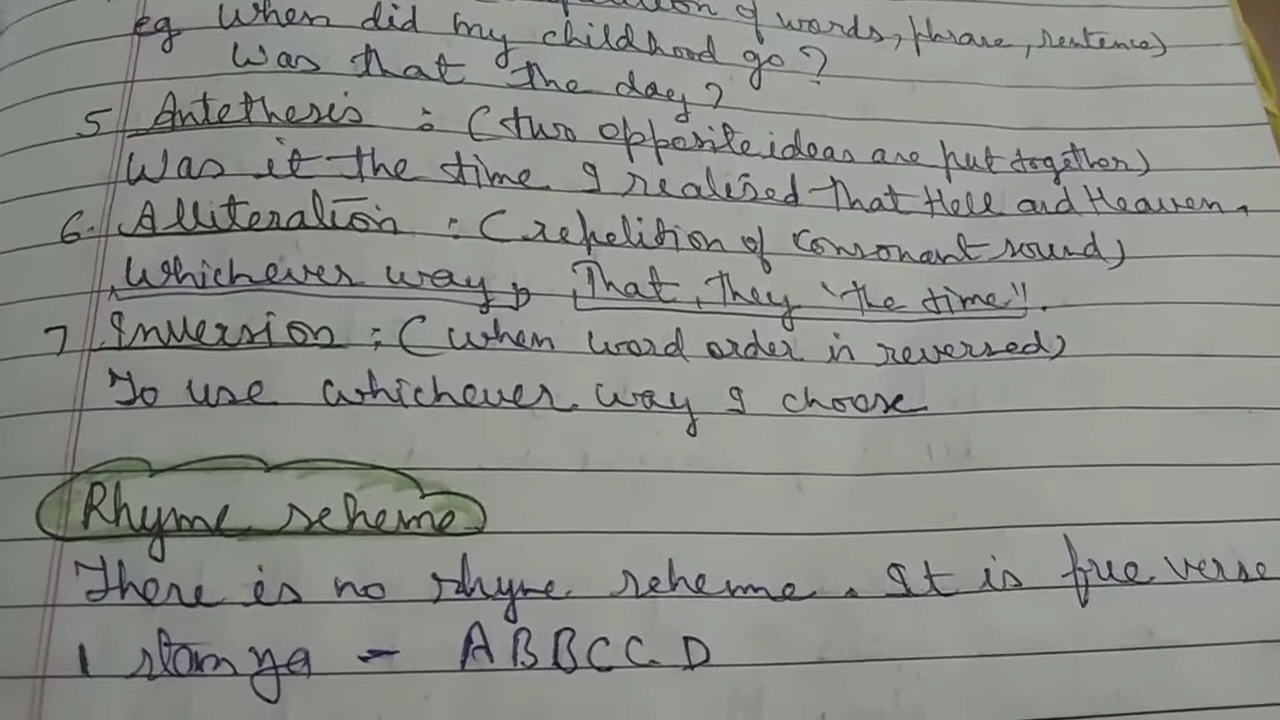 of words, phrase, sentence)
eg When did my childhood go?
Was that the day?
5 Antethesis : (two opposite ideas are put together)
Was it the time I realised that Hell and Heaven,
6. Alliteration : (repelition of consonant sound)
Whichever way, That, They 'the time".
7 Inversion : (when word order is reversed)
To use whichever way I choose
Rhyme scheme
There is no rhyme scheme. It is free verse
1 stanza - ABBCCD